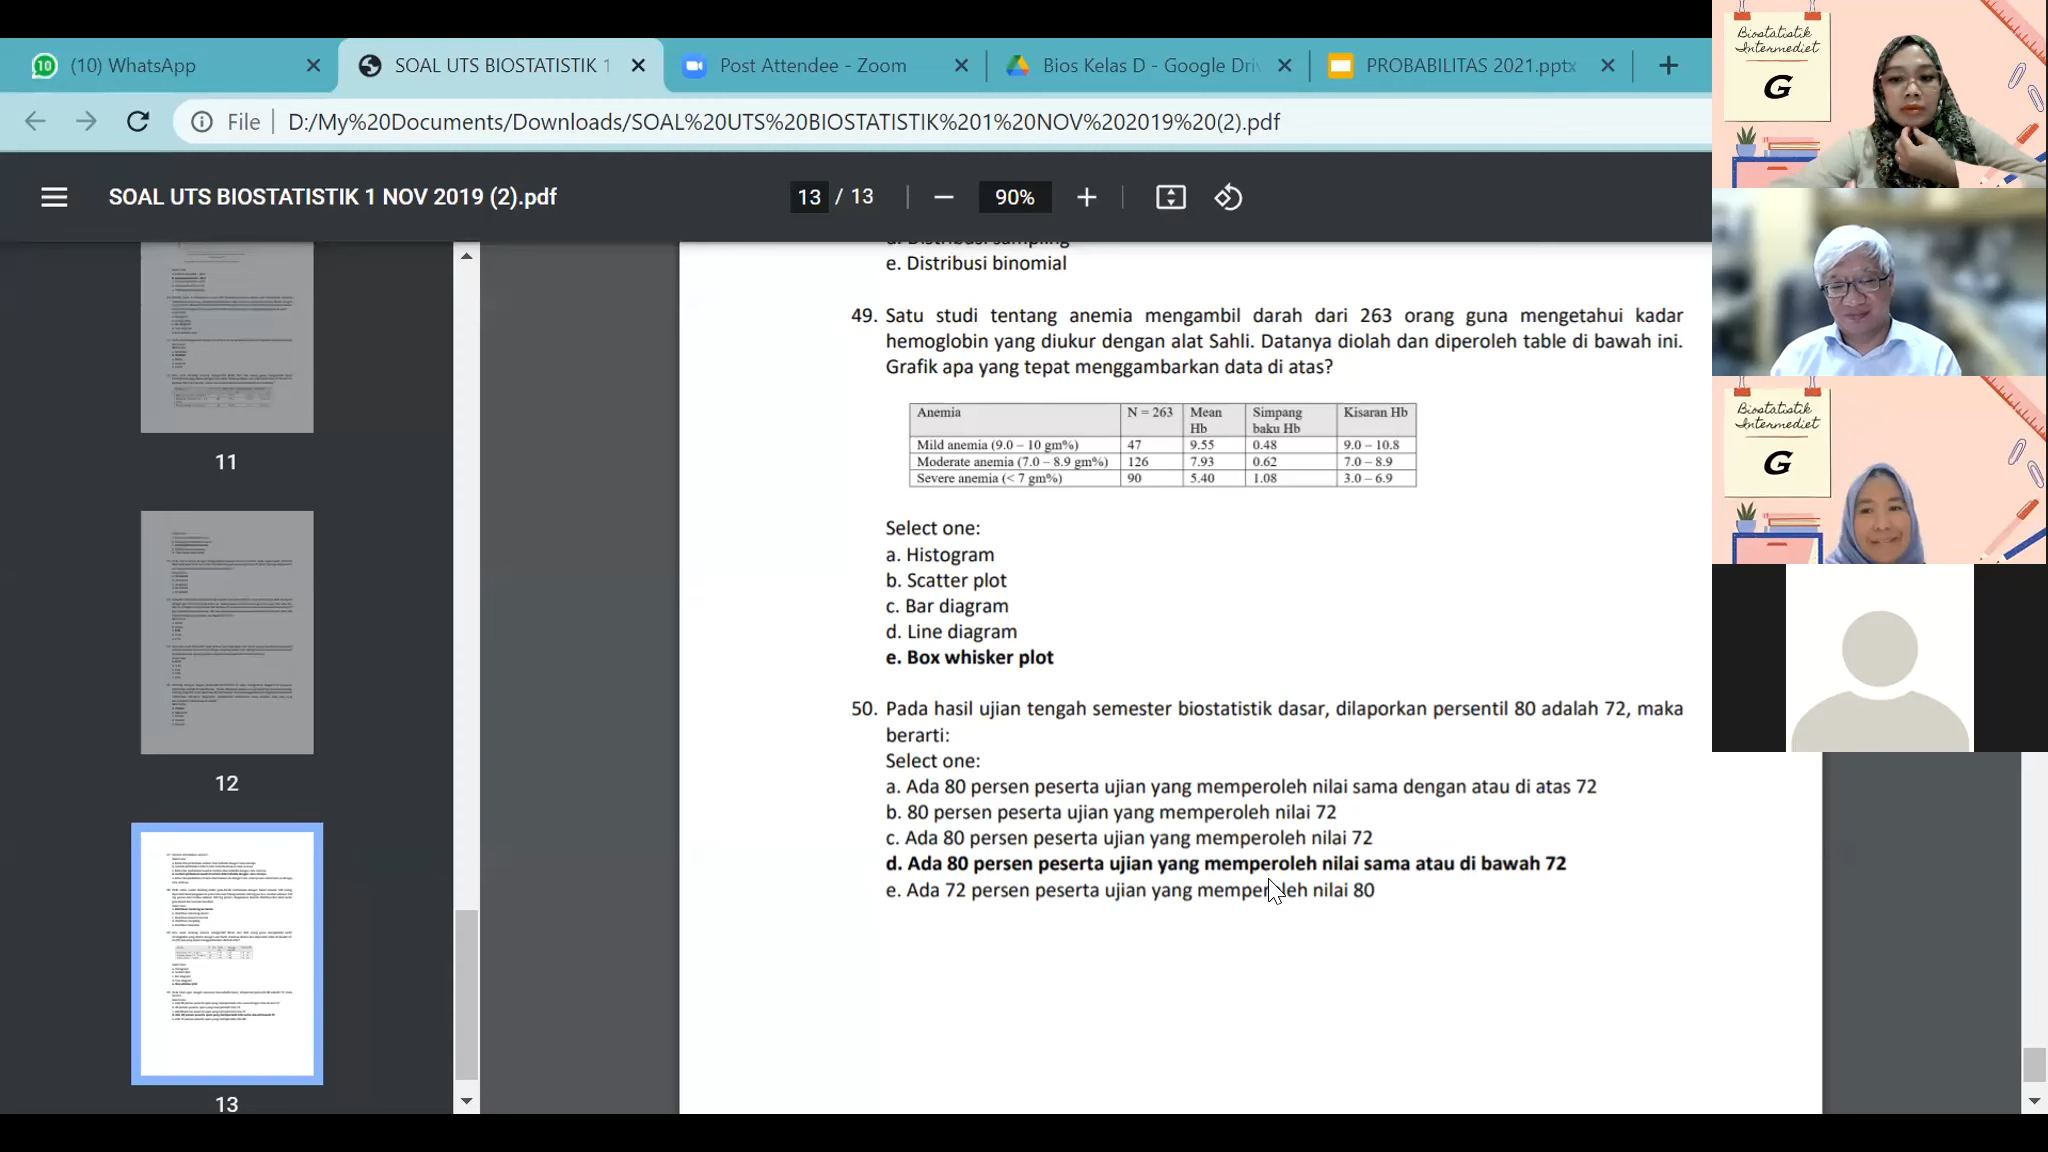 (10) WhatsApp
SOAL UTS BIOSTATISTIK 1
Post Attendee - Zoom
Bios Kelas D - Google Dri
PROBABILITAS 2021.pptx
File
D:/My%20Documents/Downloads/SOAL%20UTS%20BIOSTATISTIK%201%20NOV%202019%20(2).pdf
SOAL UTS BIOSTATISTIK 1 NOV 2019 (2).pdf
13 / 13
90%
11
12
13
d. Distribusi sampling
e. Distribusi binomial
49. Satu studi tentang anemia mengambil darah dari 263 orang guna mengetahui kadar
hemoglobin yang diukur dengan alat Sahli. Datanya diolah dan diperoleh table di bawah ini.
Grafik apa yang tepat menggambarkan data di atas?
Anemia N = 263 Mean Hb Simpang baku Hb Kisaran Hb
Mild anemia (9.0 – 10 gm%) 47 9.55 0.48 9.0 – 10.8
Moderate anemia (7.0 – 8.9 gm%) 126 7.93 0.62 7.0 – 8.9
Severe anemia (< 7 gm%) 90 5.40 1.08 3.0 – 6.9
Select one:
a. Histogram
b. Scatter plot
c. Bar diagram
d. Line diagram
e. Box whisker plot
50. Pada hasil ujian tengah semester biostatistik dasar, dilaporkan persentil 80 adalah 72, maka
berarti:
Select one:
a. Ada 80 persen peserta ujian yang memperoleh nilai sama dengan atau di atas 72
b. 80 persen peserta ujian yang memperoleh nilai 72
c. Ada 80 persen peserta ujian yang memperoleh nilai 72
d. Ada 80 persen peserta ujian yang memperoleh nilai sama atau di bawah 72
e. Ada 72 persen peserta ujian yang memperoleh nilai 80
Biostatistik
Intermediet
G
Biostatistik
Intermediet
G